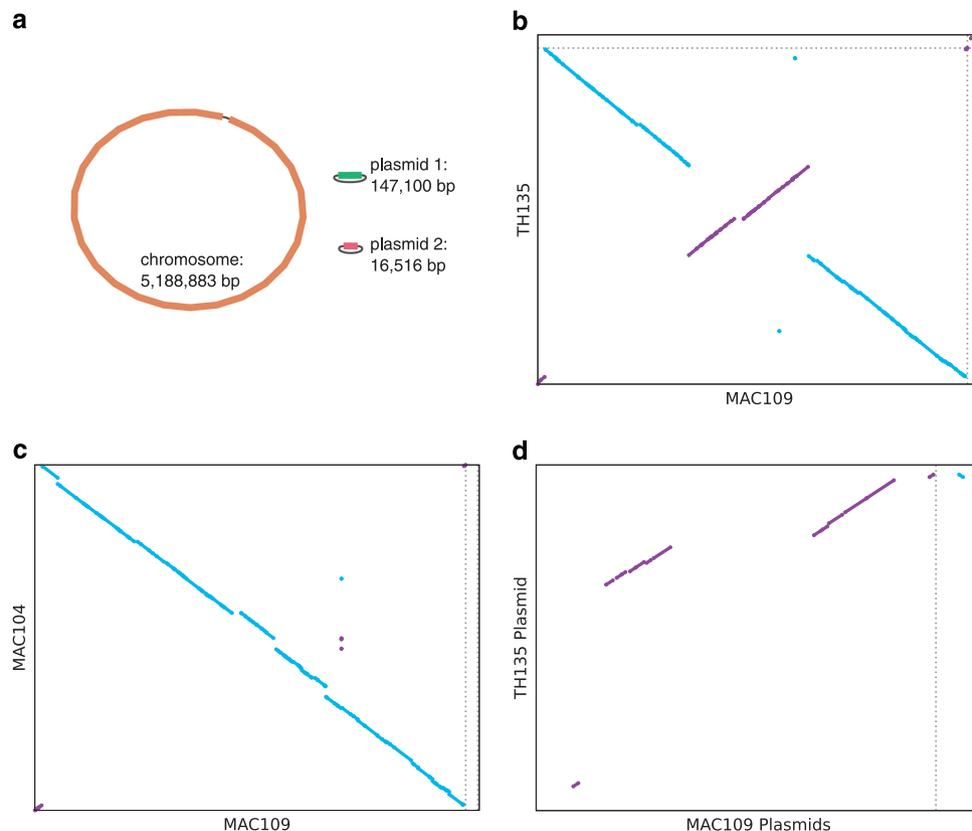 a
plasmid 1:
147,100 bp
plasmid 2:
16,516 bp
chromosome:
5,188,883 bp
b
TH135
MAC109
c
MAC104
MAC109
d
TH135 Plasmid
MAC109 Plasmids